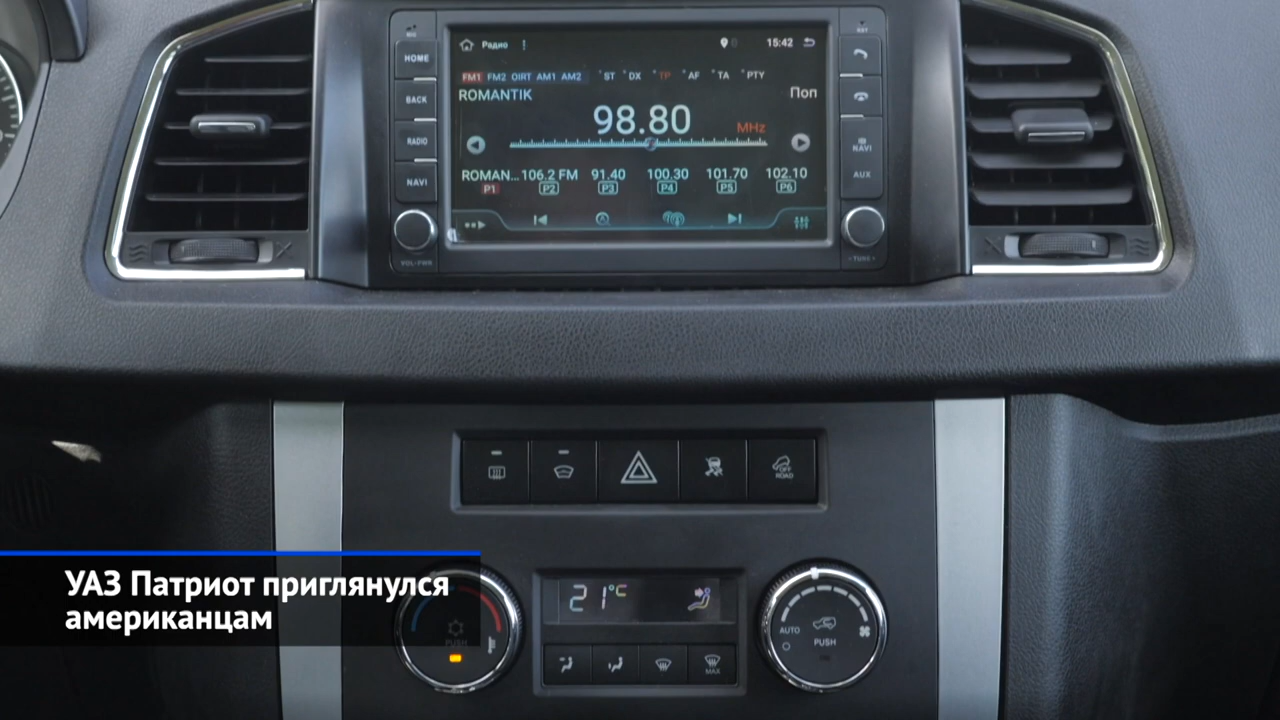 HOME
BACK
RADIO
NAVI
VOL•PWR
Радио
15:42
FM1 FM2 OIRT AM1 AM2 ST DX TP AF TA PTY
ROMANTIK
Поп
98.80
MHz
ROMAN... 106.2 FM 91.40 100.30 101.70 102.10
P1 P2 P3 P4 P5 P6
NAVI
AUX
TUNE
OFF
ROAD
УАЗ Патриот приглянулся
американцам
21°C
PUSH
AUTO
PUSH
MAX